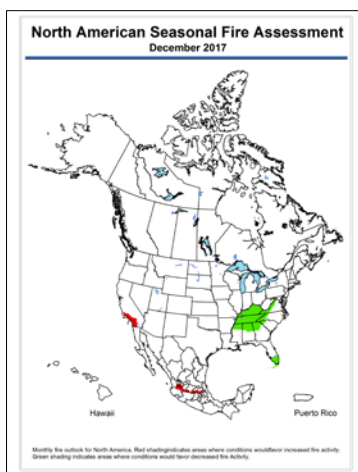 North American Seasonal Fire Assessment
December 2017
Hawaii
Puerto Rico
Monthly fire outlook for North America. Red shadingindicates areas where conditions wouldfavor increased fire activity.
Green shading indicates areas where conditions would favor decreased fire Activity.